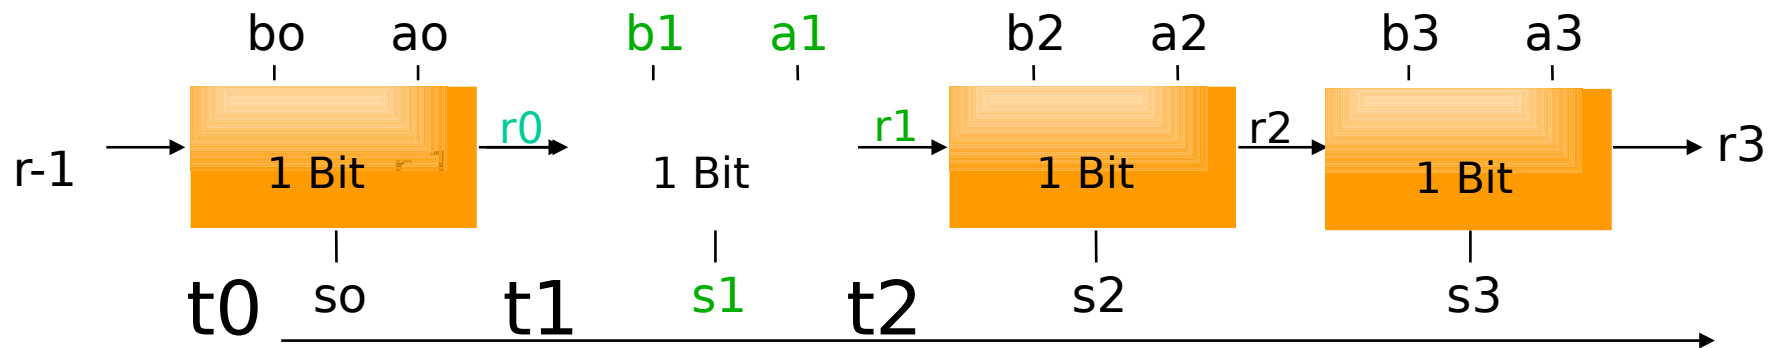 bo ao b1 a1 b2 a2 b3 a3
r-1 r0 r1 r2 r3
1 Bit 1 Bit 1 Bit 1 Bit
so s1 s2 s3
t0 t1 t2